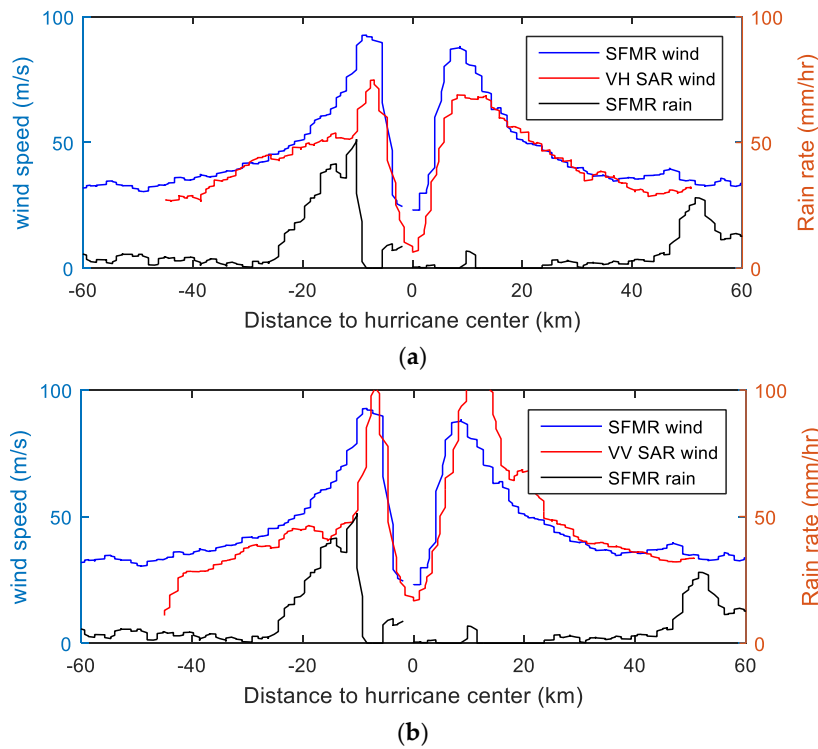 100
50
0
wind speed (m/s)
SFMR wind
VH SAR wind
SFMR rain
100
50
0
Rain rate (mm/hr)
-60 -40 -20 0 20 40 60
Distance to hurricane center (km)
(a)
100
50
0
wind speed (m/s)
SFMR wind
VV SAR wind
SFMR rain
100
50
0
Rain rate (mm/hr)
-60 -40 -20 0 20 40 60
Distance to hurricane center (km)
(b)